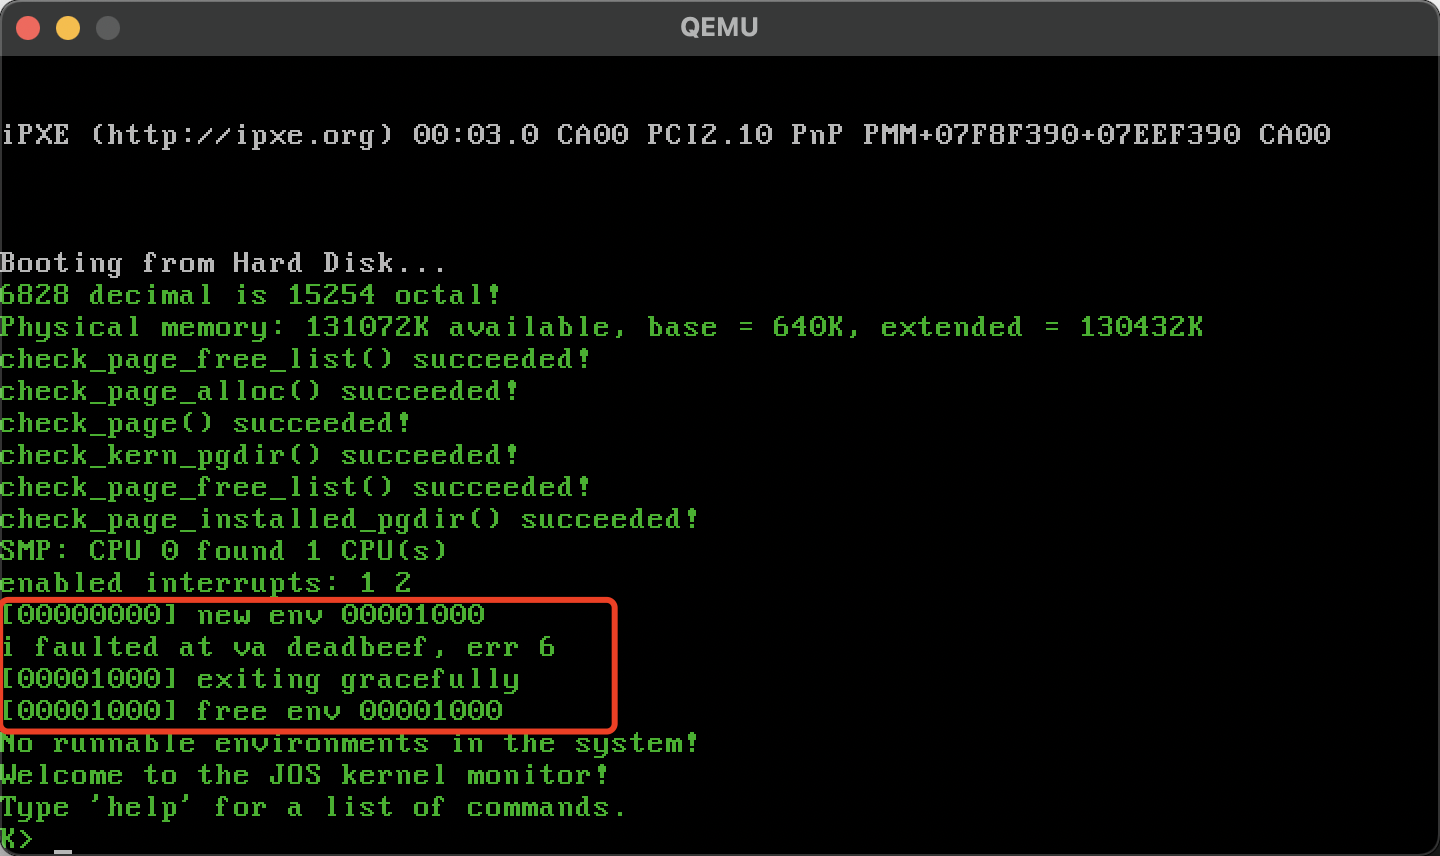 QEMU
iPXE (http://ipxe.org) 00:03.0 CA00 PCI2.10 PnP PMM+07F8F390+07EEF390 CA00
Booting from Hard Disk...
6828 decimal is 15254 octal!
Physical memory: 131072K available, base = 640K, extended = 130432K
check_page_free_list() succeeded!
check_page_alloc() succeeded!
check_page() succeeded!
check_kern_pgdir() succeeded!
check_page_free_list() succeeded!
check_page_installed_pgdir() succeeded!
SMP: CPU 0 found 1 CPU(s)
enabled interrupts: 1 2
[00000000] new env 00001000
i faulted at va deadbeef, err 6
[00001000] exiting gracefully
[00001000] free env 00001000
No runnable environments in the system!
Welcome to the JOS kernel monitor!
Type 'help' for a list of commands.
K> _